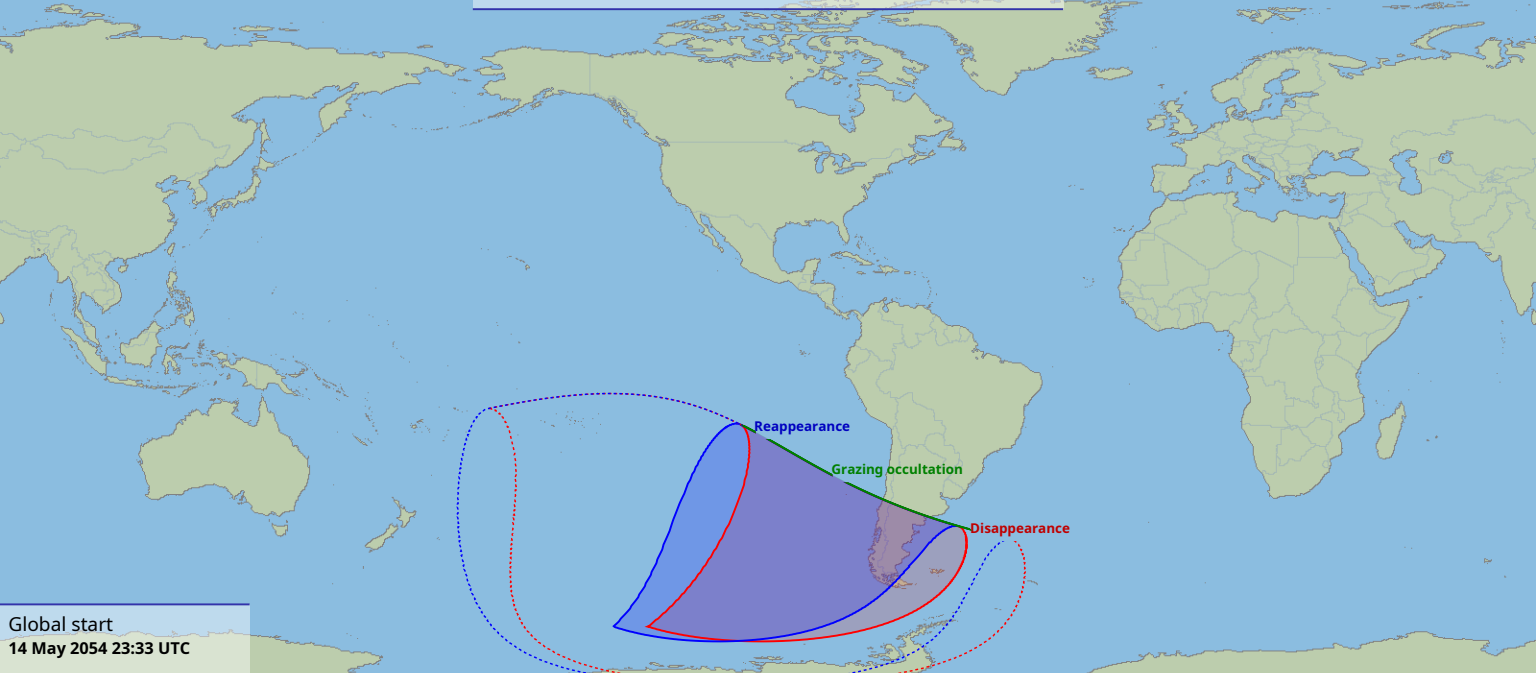 Reappearance
Grazing occultation
Disappearance
Global start
14 May 2054 23:33 UTC